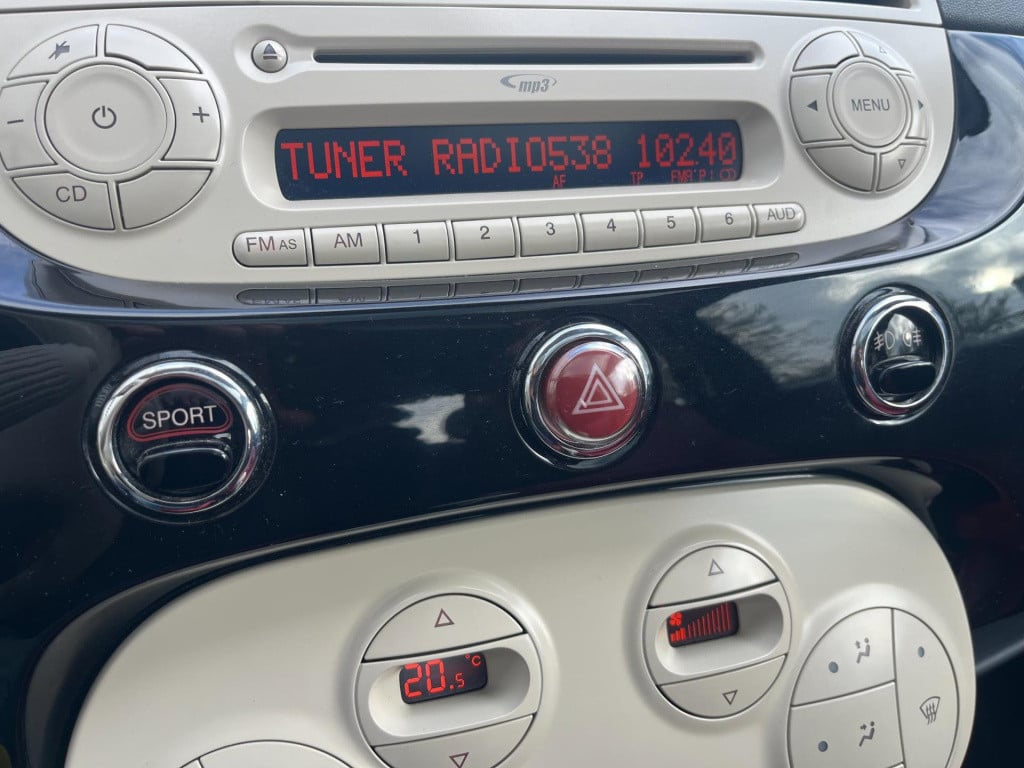 mp3
TUNER RADIO538 10240
AF TP
MENU
CD
FM AS AM 1 2 3 4 5 6 AUD
SPORT
20.5 °C